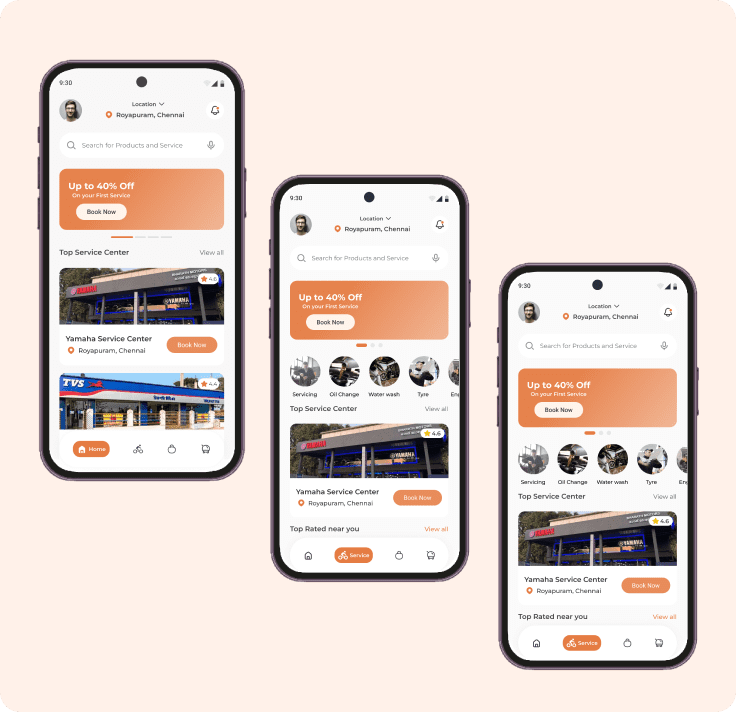 9:30
Location
Royapuram, Chennai
Search for Products and Service
Up to 40% Off
On your First Service
Book Now
Top Service Center
View all
YAMAHA
4.6
Yamaha Service Center
Royapuram, Chennai
Book Now
TVS
4.4
Home
9:30
Location
Royapuram, Chennai
Search for Products and Service
Up to 40% Off
On your First Service
Book Now
Servicing
Oil Change
Water wash
Tyre
Top Service Center
View all
YAMAHA
4.6
Yamaha Service Center
Royapuram, Chennai
Book Now
Top Rated near you
View all
Service
9:30
Location
Royapuram, Chennai
Search for Products and Service
Up to 40% Off
On your First Service
Book Now
Servicing
Oil Change
Water wash
Tyre
Top Service Center
View all
YAMAHA
4.6
Yamaha Service Center
Royapuram, Chennai
Book Now
Top Rated near you
View all
Service